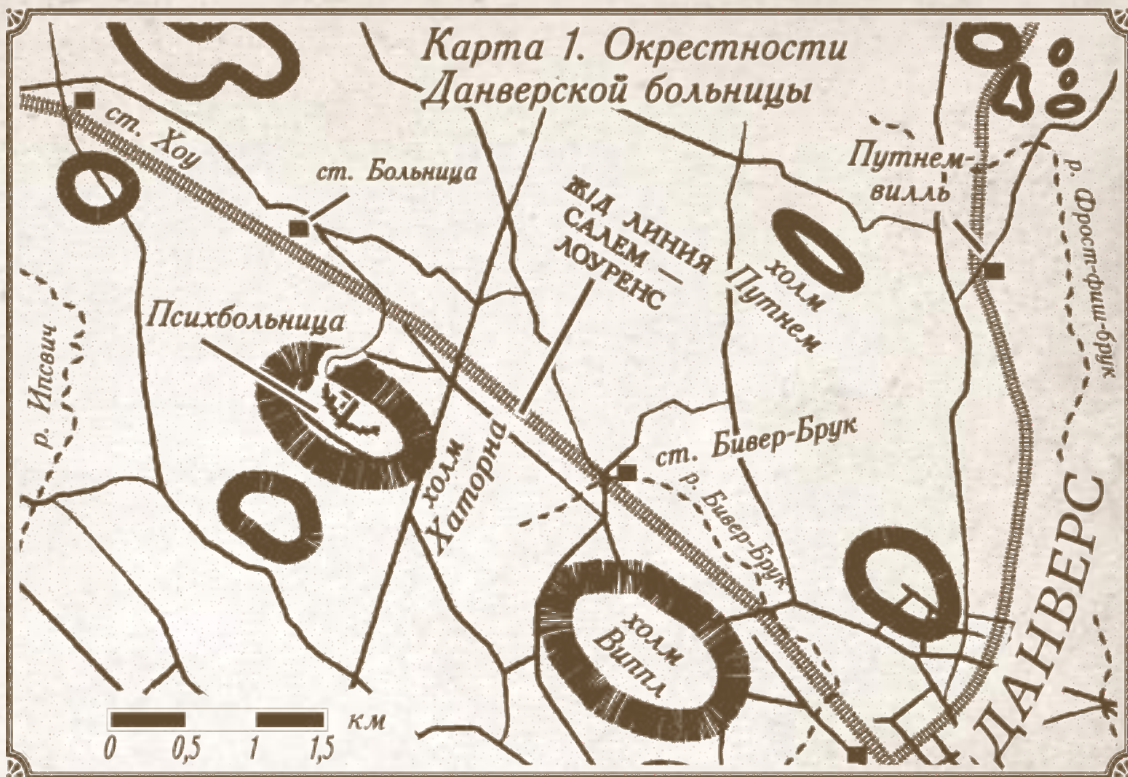 Карта 1. Окрестности
Данверской больницы
ст. Хоу
ст. Больница
Ж|Д ЛИНИЯ
САЛЕМ —
ЛОУРЕНС
Путнем-
вилль
р. Фрост-фиш-брук
холм
Путнем
Психбольница
р. Ипсвич
холм
Хаторна
ст. Бивер-Брук
р. Бивер-Брук
холм
Виппл
ДАНВЕРС
км
0 0,5 1 1,5